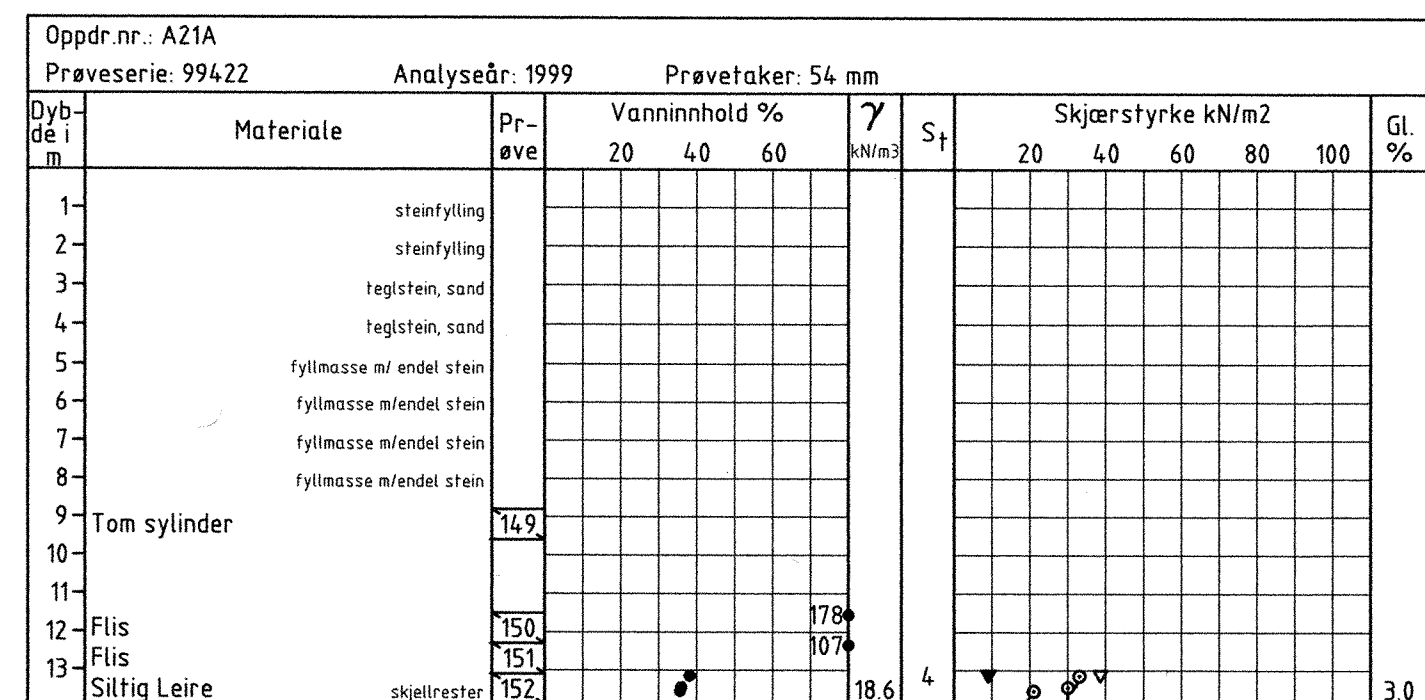 Oppdr.nr.: A21A
Prøveserie: 99422 Analyseår: 1999 Prøvetaker: 54 mm
Dyb-
de i
m
Materiale
Pr-
øve
Vanninnhold %
20 40 60
γ
kN/m3
St
Skjærstyrke kN/m2
20 40 60 80 100
Gl.
%
1 steinfylling
2 steinfylling
3 teglstein, sand
4 teglstein, sand
5 fyllmasse m/ endel stein
6 fyllmasse m/endel stein
7 fyllmasse m/endel stein
8 fyllmasse m/endel stein
9 Tom sylinder 149
10
11
178
12 Flis 150
107
Flis 151
13
4
Siltig Leire skjellrester 152 18.6 3.0